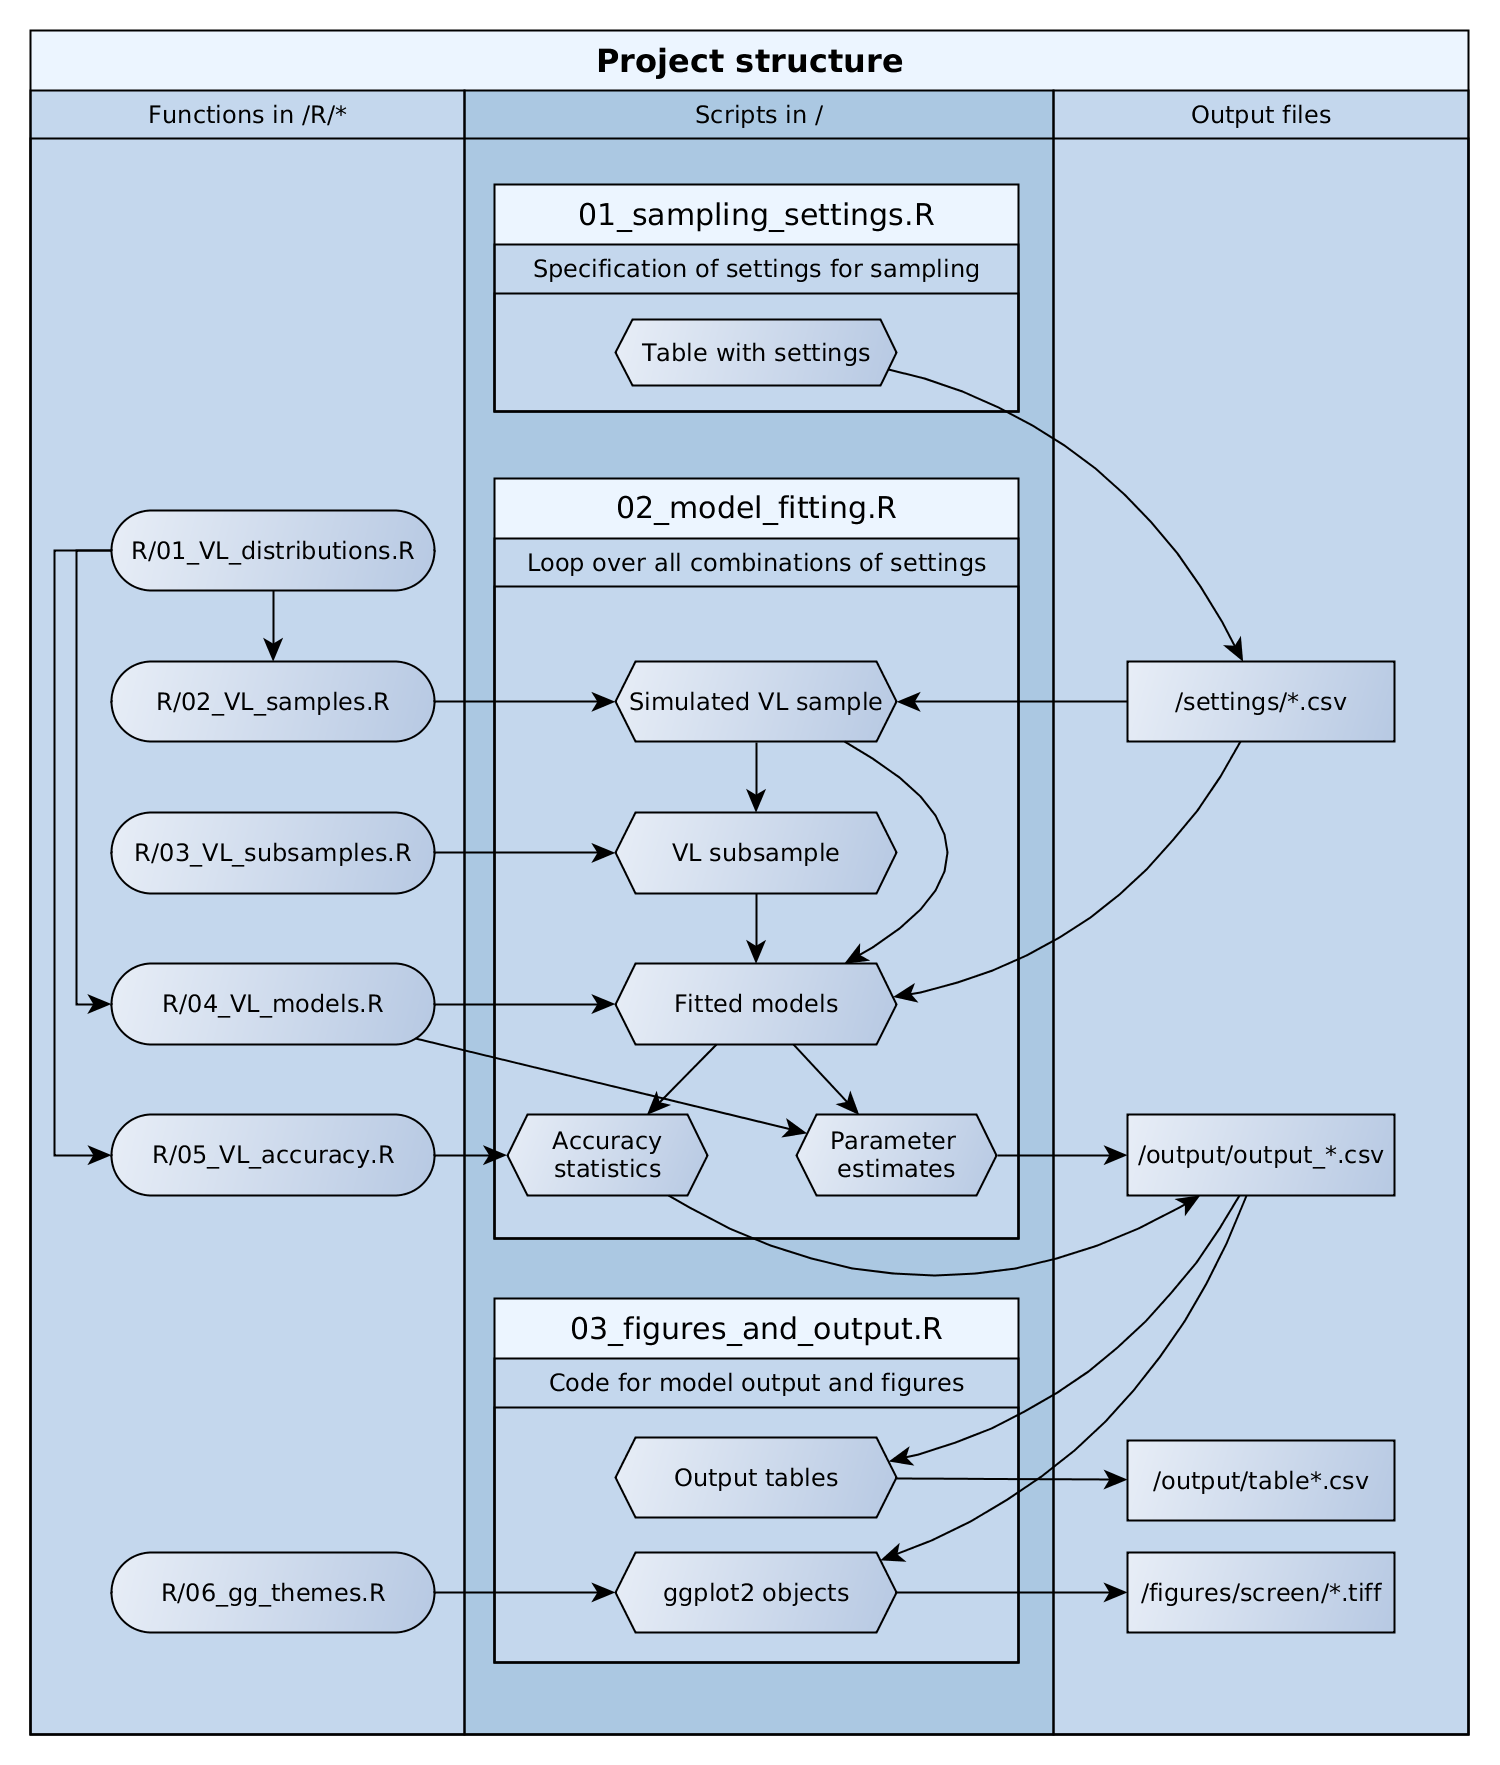 Project structure
Functions in /R/*
Scripts in /
Output files
01_sampling_settings.R
Specification of settings for sampling
Table with settings
02_model_fitting.R
Loop over all combinations of settings
R/01_VL_distributions.R
R/02_VL_samples.R
Simulated VL sample
/settings/*.csv
R/03_VL_subsamples.R
VL subsample
R/04_VL_models.R
Fitted models
R/05_VL_accuracy.R
Accuracy
statistics
Parameter
estimates
/output/output_*.csv
03_figures_and_output.R
Code for model output and figures
Output tables
/output/table*.csv
R/06_gg_themes.R
ggplot2 objects
/figures/screen/*.tiff